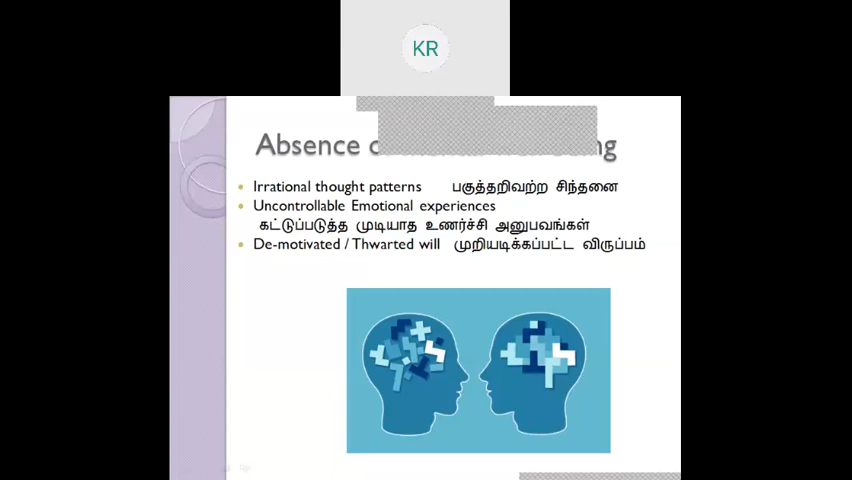 KR
Absence
Irrational thought patterns பகுத்தறிவற்ற சிந்தனை
Uncontrollable Emotional experiences
கட்டுப்படுத்த முடியாத உணர்ச்சி அனுபவங்கள்
De-motivated / Thwarted will முறியடிக்கப்பட்ட விருப்பம்